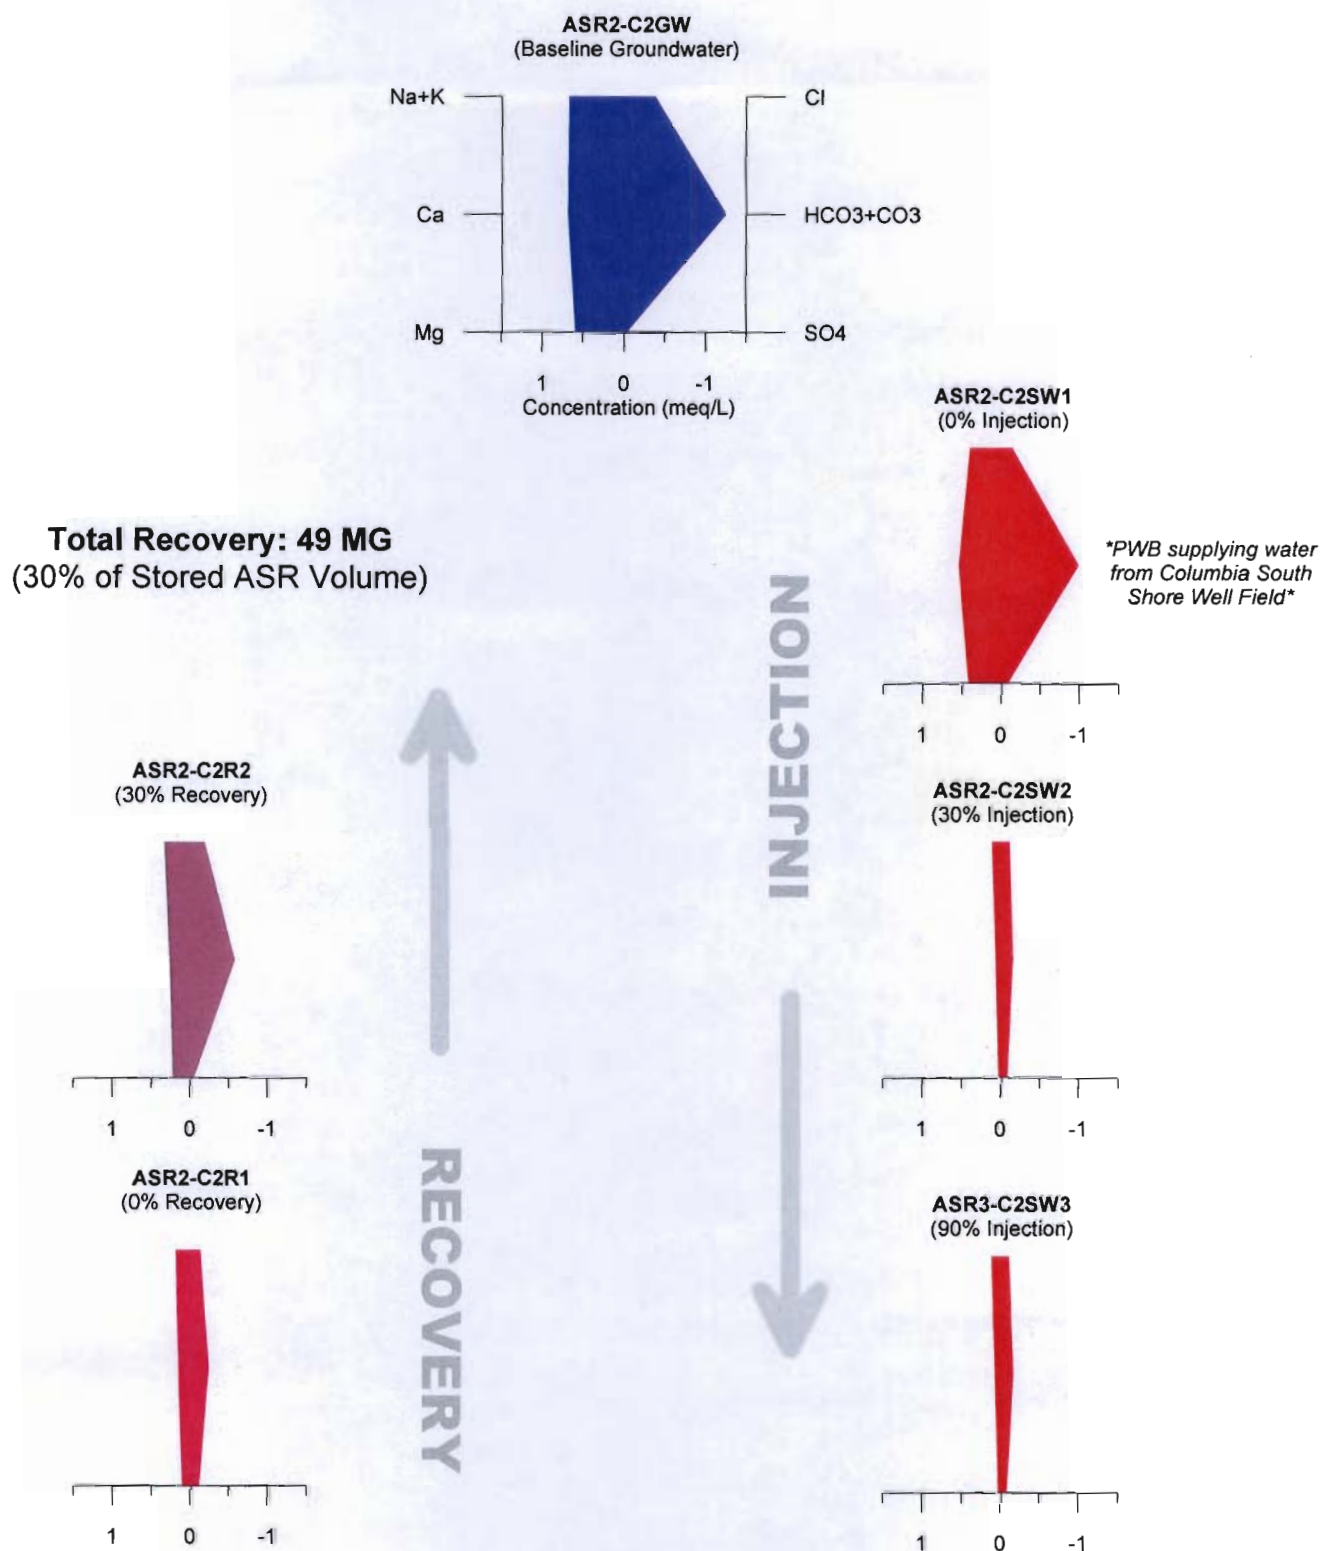 ASR2-C2GW
(Baseline Groundwater)
Na+K
Cl
Ca
HCO3+CO3
Mg
SO4
1 0 -1
Concentration (meq/L)
ASR2-C2SW1
(0% Injection)
*PWB supplying water
from Columbia South
Shore Well Field*
1 0 -1
Total Recovery: 49 MG
(30% of Stored ASR Volume)
INJECTION
ASR2-C2R2
(30% Recovery)
1 0 -1
ASR2-C2SW2
(30% Injection)
1 0 -1
RECOVERY
ASR2-C2R1
(0% Recovery)
1 0 -1
ASR3-C2SW3
(90% Injection)
1 0 -1